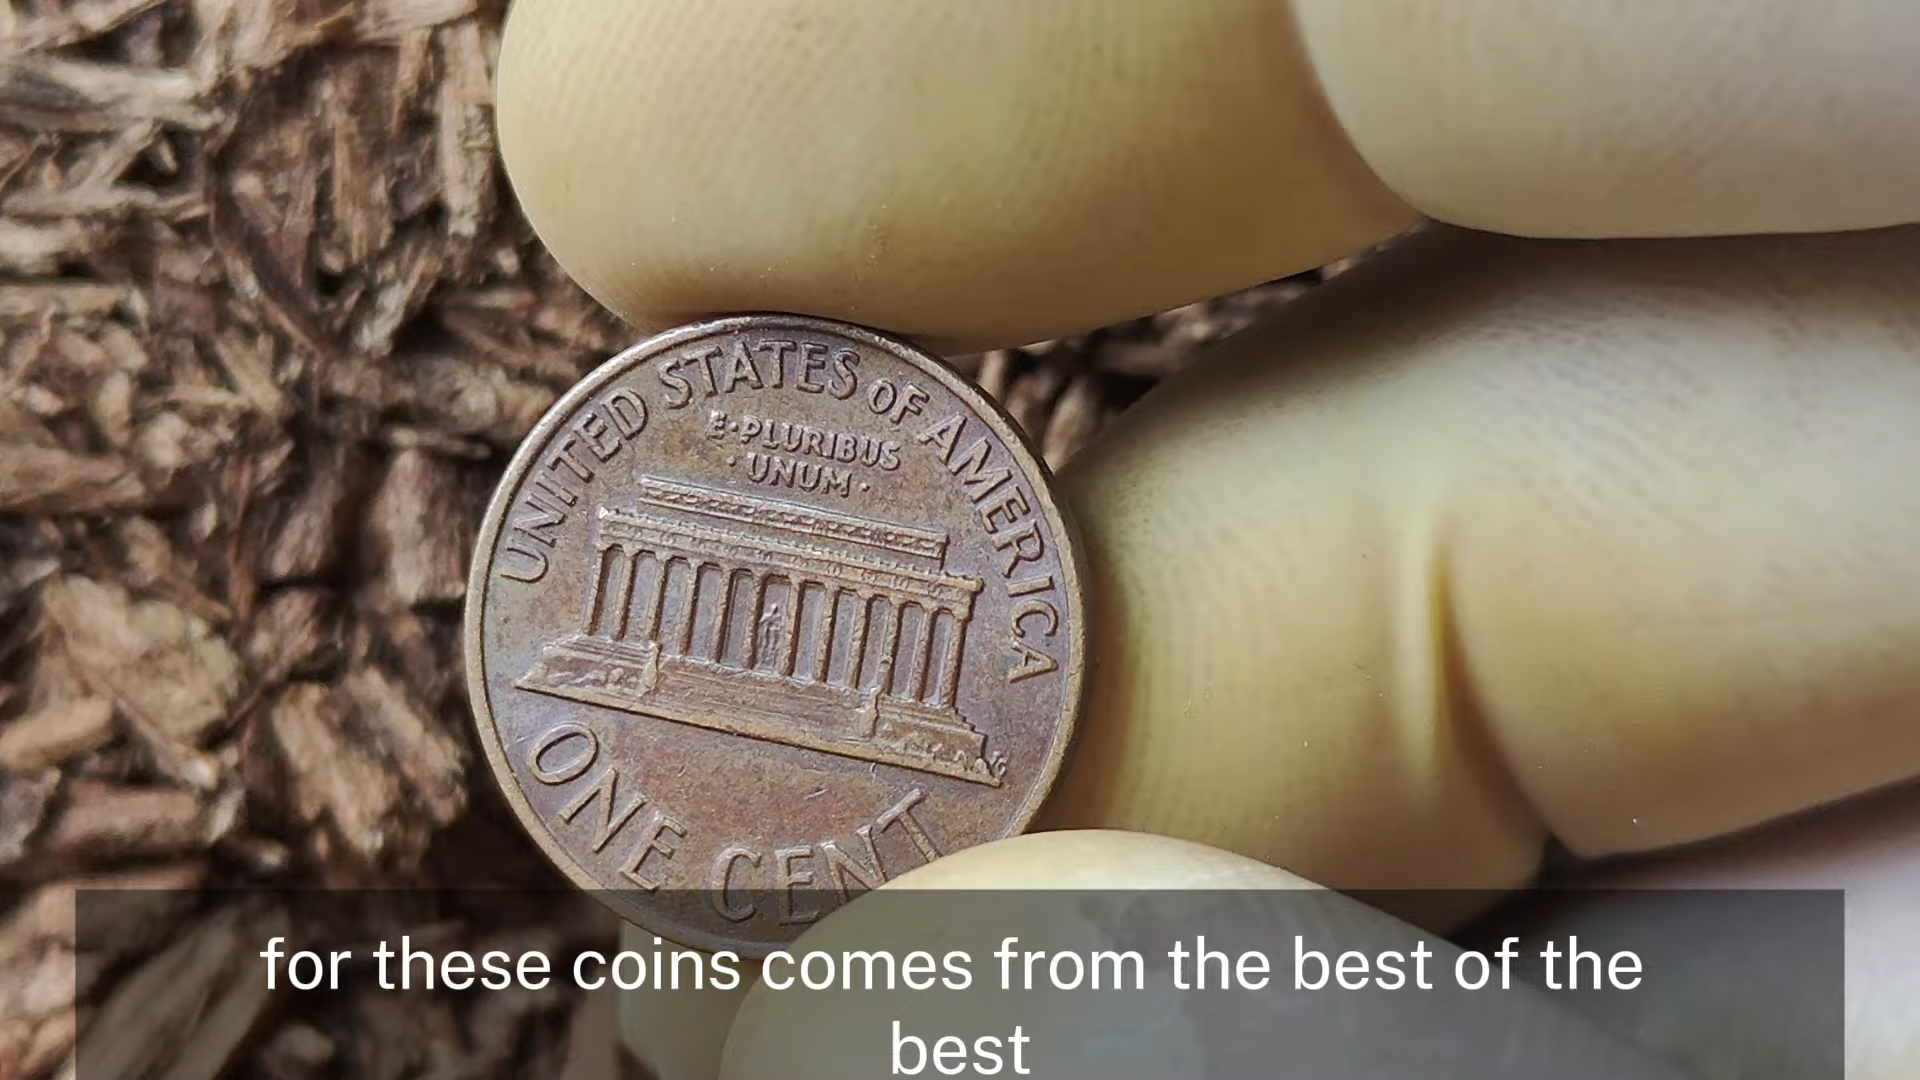 UNITED STATES OF AMERICA
E·PLURIBUS
·UNUM·
ONE CENT
for these coins comes from the best of the
best